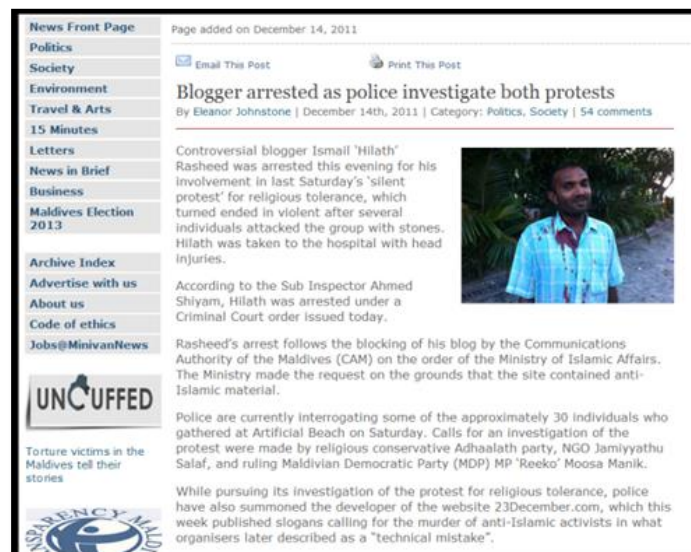 News Front Page
Politics
Society
Environment
Travel & Arts
15 Minutes
Letters
News in Brief
Business
Maldives Election
2013
Archive Index
Advertise with us
About us
Code of ethics
Jobs@MinivanNews
UNCUFFED
Torture victims in the
Maldives tell their
stories
NSPARENCY MALDI
Page added on December 14, 2011
Email This Post
Print This Post
Blogger arrested as police investigate both protests
By Eleanor Johnstone | December 14th, 2011 | Category: Politics, Society | 54 comments
Controversial blogger Ismail 'Hilath'
Rasheed was arrested this evening for his
involvement in last Saturday's 'silent
protest' for religious tolerance, which
turned ended in violent after several
individuals attacked the group with stones.
Hilath was taken to the hospital with head
injuries.
According to the Sub Inspector Ahmed
Shiyam, Hilath was arrested under a
Criminal Court order issued today.
Rasheed's arrest follows the blocking of his blog by the Communications
Authority of the Maldives (CAM) on the order of the Ministry of Islamic Affairs.
The Ministry made the request on the grounds that the site contained anti-
Islamic material.
Police are currently interrogating some of the approximately 30 individuals who
gathered at Artificial Beach on Saturday. Calls for an investigation of the
protest were made by religious conservative Adhaalath party, NGO Jamiyyathu
Salaf, and ruling Maldivian Democratic Party (MDP) MP 'Reeko' Moosa Manik.
While pursuing its investigation of the protest for religious tolerance, police
have also summoned the developer of the website 23December.com, which this
week published slogans calling for the murder of anti-Islamic activists in what
organisers later described as a "technical mistake".